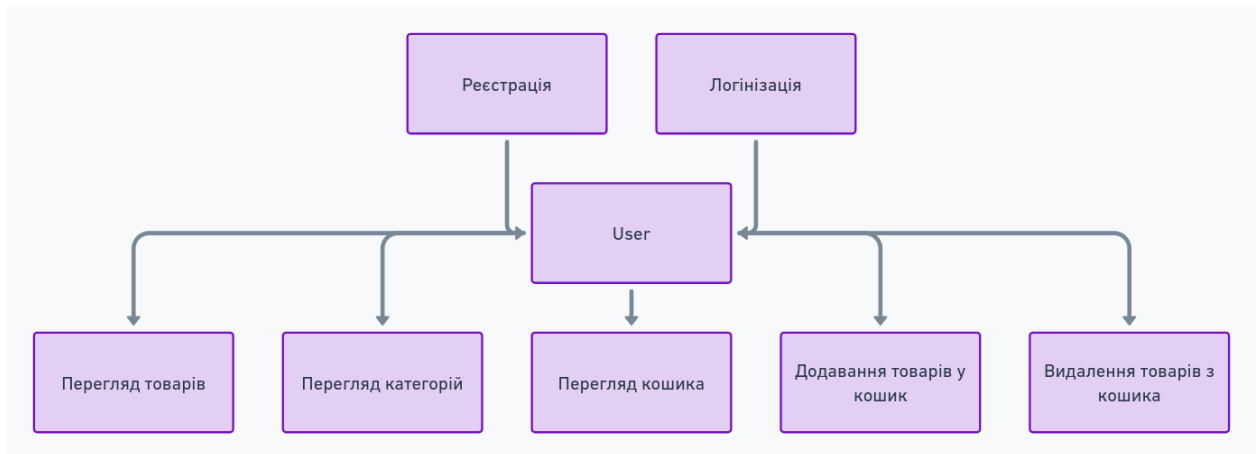 Реєстрація
Логінізація
User
Перегляд товарів
Перегляд категорій
Перегляд кошика
Додавання товарів у
кошик
Видалення товарів з
кошика